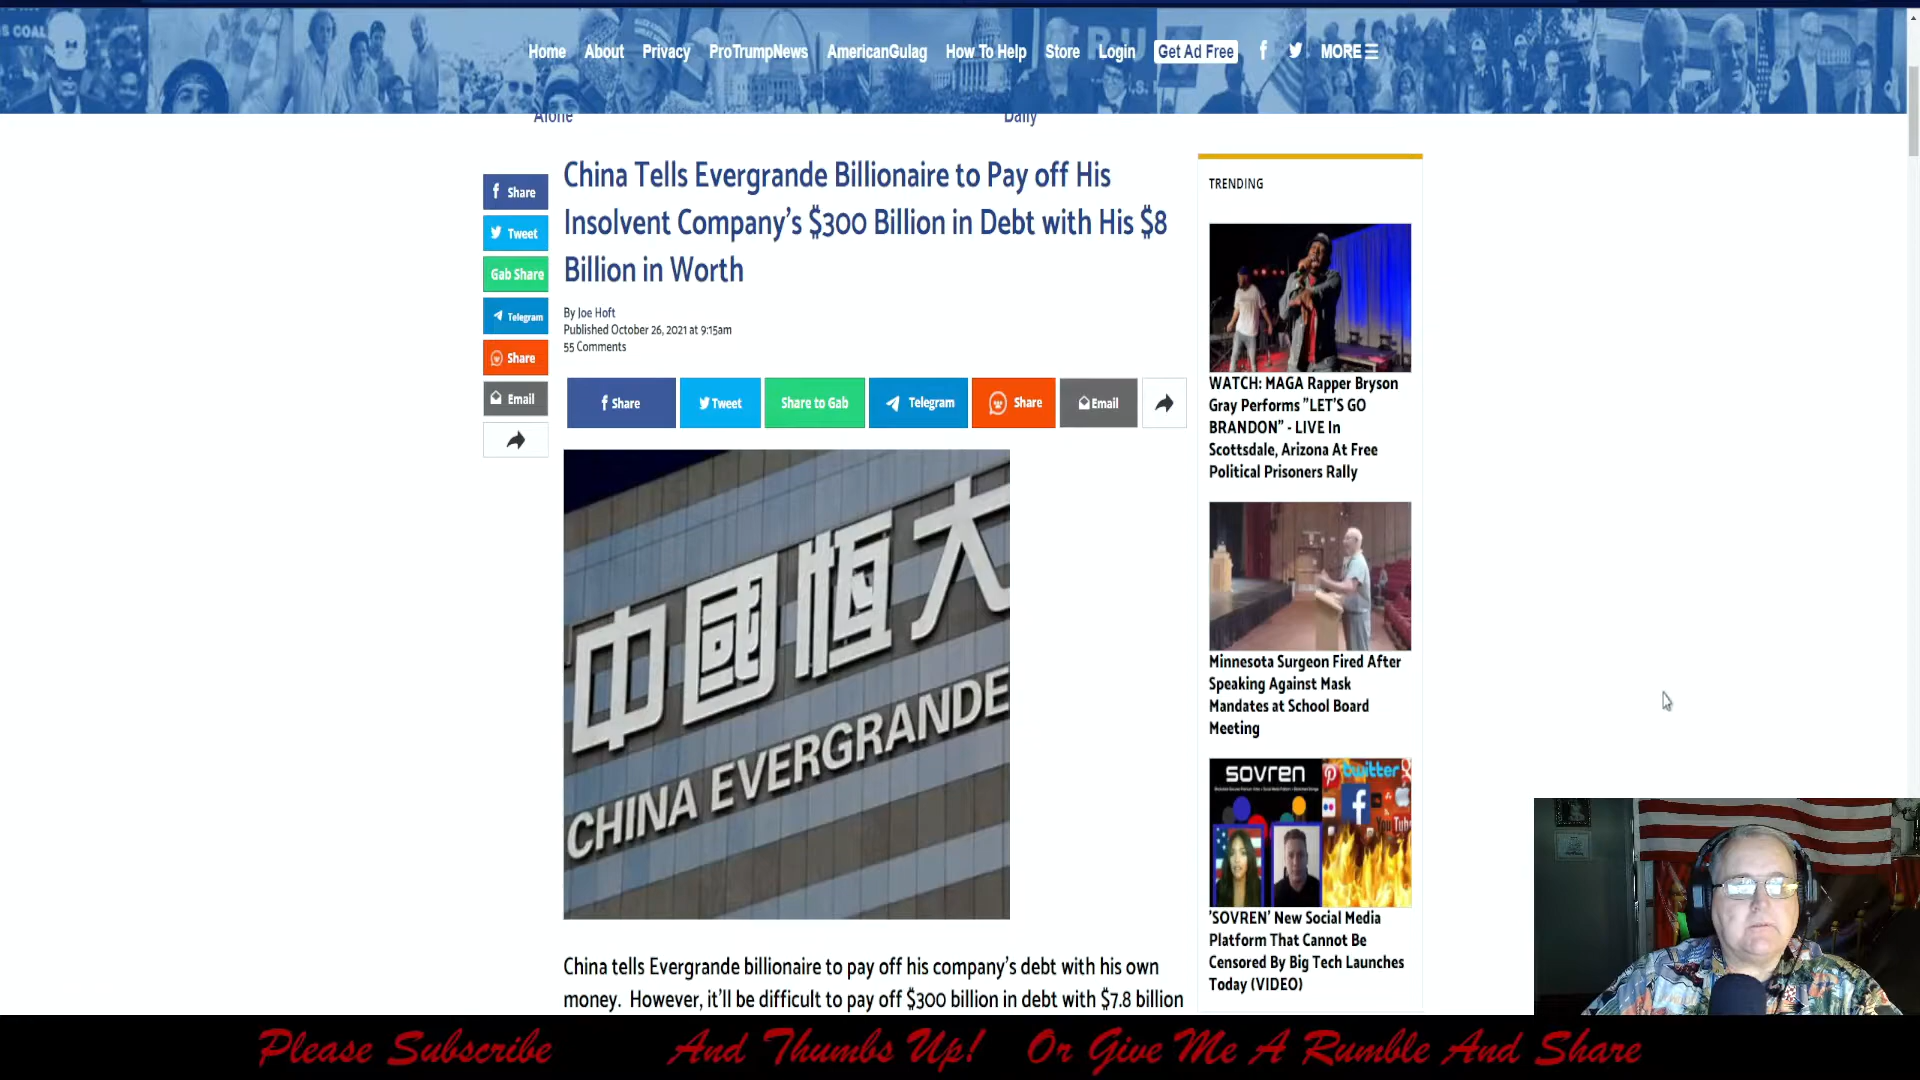 S COAL
Home About Privacy ProTrumpNews AmericanGulag How To Help Store Login Get Ad Free MORE
Alone Daily
China Tells Evergrande Billionaire to Pay off His
Insolvent Company's $300 Billion in Debt with His $8
Billion in Worth
By Joe Hoft
Published October 26, 2021 at 9:15am
55 Comments
Share
Tweet
Gab Share
Telegram
Share
Email
Share Tweet Share to Gab Telegram Share Email
中國恒大
CHINA EVERGRANDE
China tells Evergrande billionaire to pay off his company's debt with his own
money. However, it'll be difficult to pay off $300 billion in debt with $7.8 billion
TRENDING
WATCH: MAGA Rapper Bryson
Gray Performs "LET'S GO
BRANDON" - LIVE In
Scottsdale, Arizona At Free
Political Prisoners Rally
Minnesota Surgeon Fired After
Speaking Against Mask
Mandates at School Board
Meeting
sovren
twitter
You Tube
'SOVREN' New Social Media
Platform That Cannot Be
Censored By Big Tech Launches
Today (VIDEO)
Please Subscribe And Thumbs Up! Or Give Me A Rumble And Share